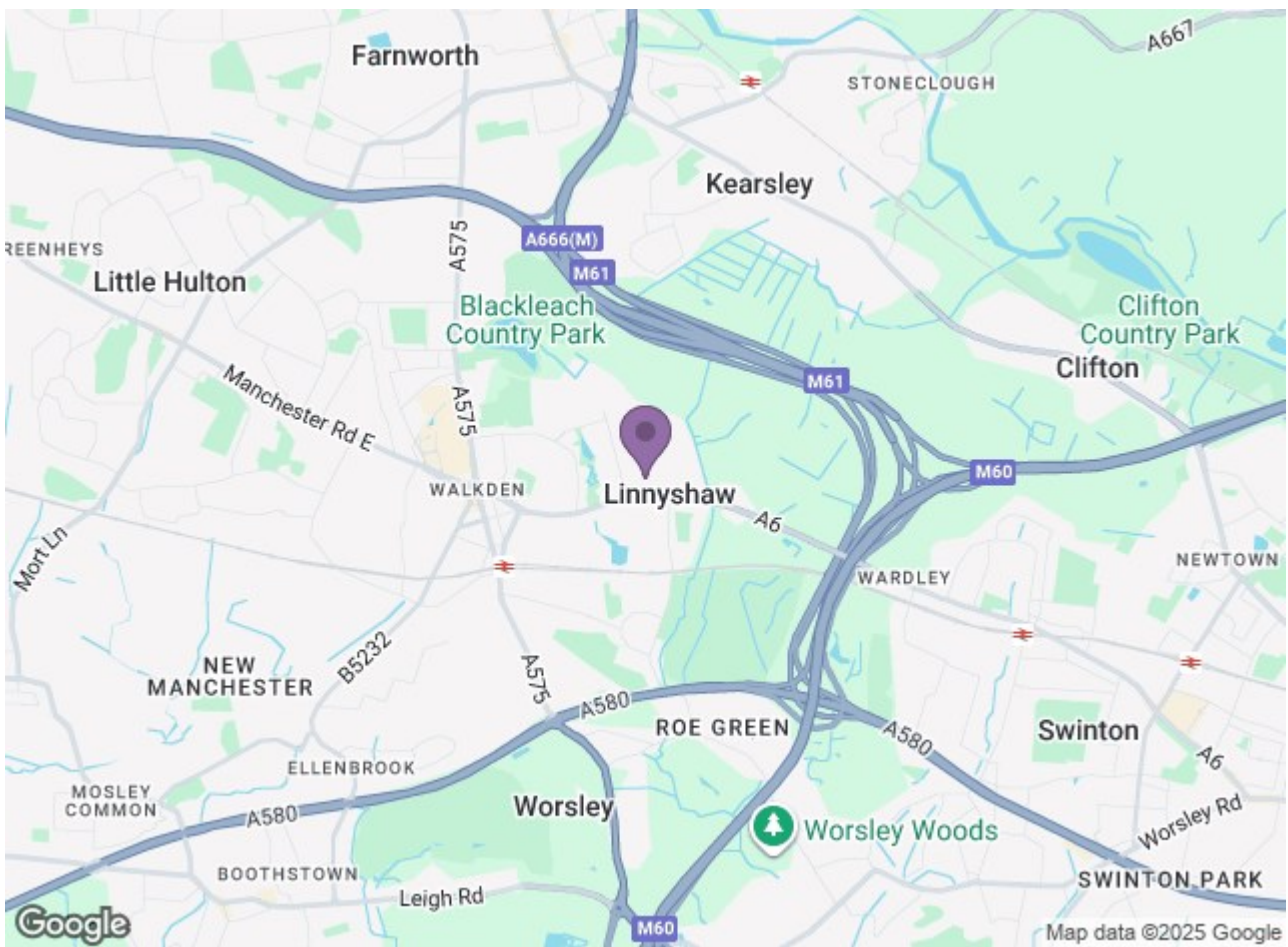 A667
Farnworth
STONECLOUGH
Kearsley
A666(M)
A575
REENHEYS
M61
Little Hulton
Blackleach
Country Park
Clifton
Country Park
Clifton
M61
Manchester Rd E
A575
M60
WALKDEN
Linnyshaw
A6
Mort Ln
NEWTOWN
WARDLEY
B5232
NEW
MANCHESTER
A575
A580
ROE GREEN
A580
Swinton
ELLENBROOK
A6
MOSLEY
COMMON
Worsley
A580
Worsley Rd
Worsley Woods
BOOTHSTOWN
Leigh Rd
SWINTON PARK
Google
M60
Map data ©2025 Google